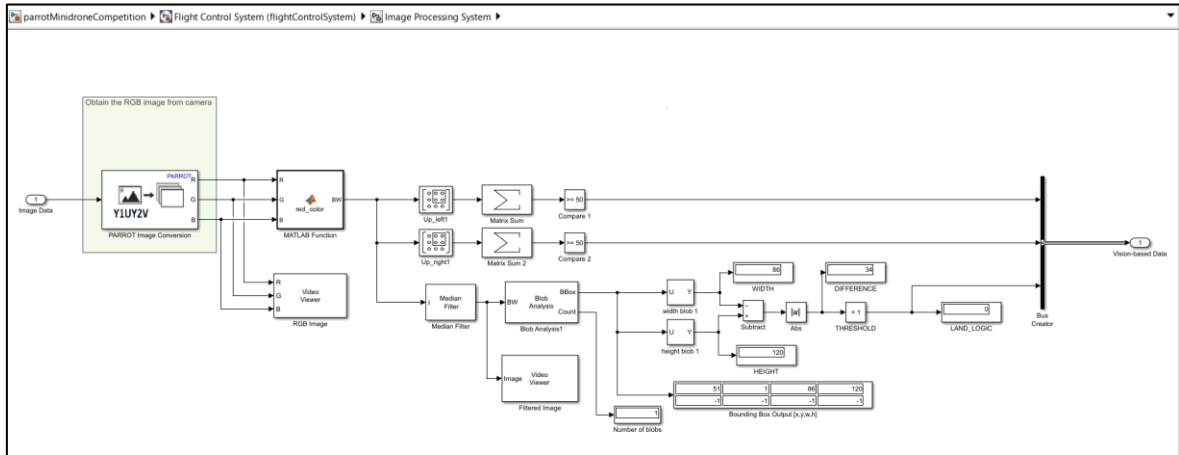 parrotMinidroneCompetition Flight Control System (flightControlSystem) Image Processing System
Obtain the RGB image from camera
1
Image Data
PARROT
Y1UY2V
R
G
B
PARROT Image Conversion
R
G
B
red_color
BW
MATLAB Function
R
G
B
Video
Viewer
RGB Image
Up_left1
Matrix Sum
>= 50
Compare 1
Up_right1
Matrix Sum 2
>= 50
Compare 2
I
Median
Filter
Median Filter
BW
Blob
Analysis
BBox
Count
Blob Analysis1
Image
Video
Viewer
Filtered Image
U Y
width blob 1
U Y
height blob 1
86
WIDTH
120
HEIGHT
Subtract
|u|
Abs
34
DIFFERENCE
< 1
THRESHOLD
0
LAND_LOGIC
51 1 86 120
-1 -1 -1 -1
Bounding Box Output [x,y,w,h]
1
Number of blobs
Bus
Creator
1
Vision-based Data